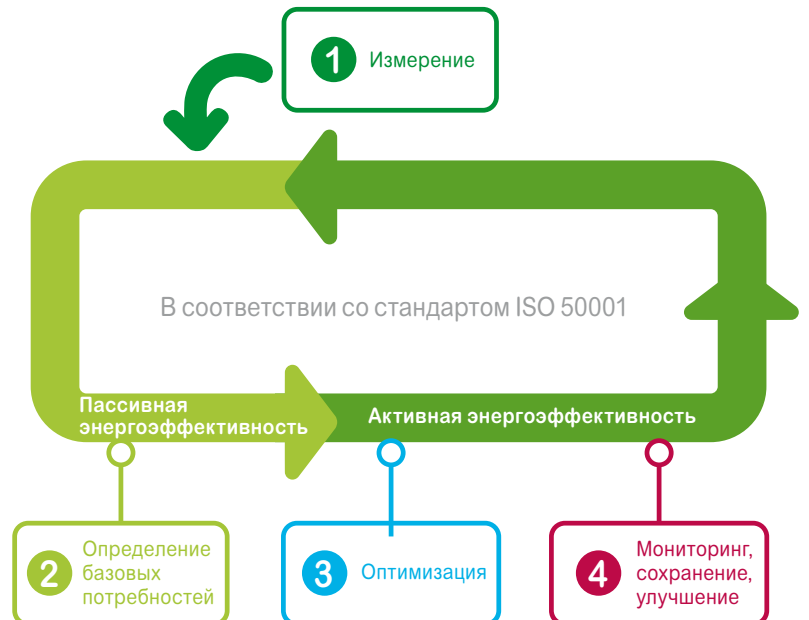 1 Измерение
В соответствии со стандартом ISO 50001
Пассивная
энергоэффективность
Активная энергоэффективность
2 Определение
базовых
потребностей
3 Оптимизация
4 Мониторинг,
сохранение,
улучшение